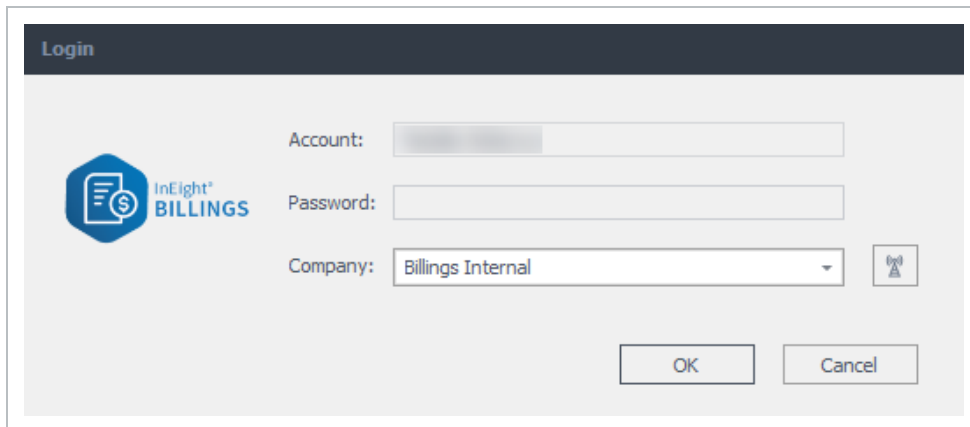 Login
Account:
InEight®
BILLINGS
Password:
Company: Billings Internal
OK Cancel